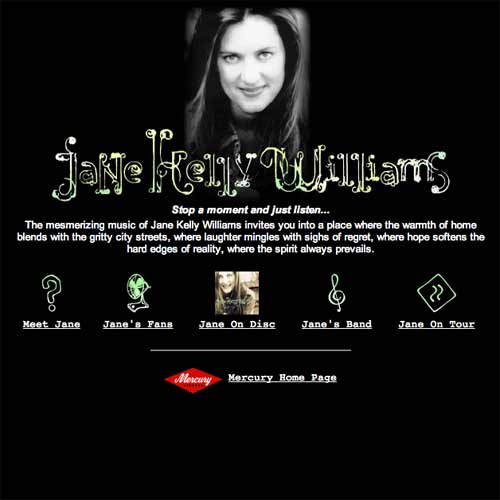 Jane Kelly Williams
Stop a moment and just listen...
The mesmerizing music of Jane Kelly Williams invites you into a place where the warmth of home
blends with the gritty city streets, where laughter mingles with sighs of regret, where hope softens the
hard edges of reality, where the spirit always prevails.
Meet Jane Jane's Fans Jane On Disc Jane's Band Jane On Tour
Mercury Mercury Home Page